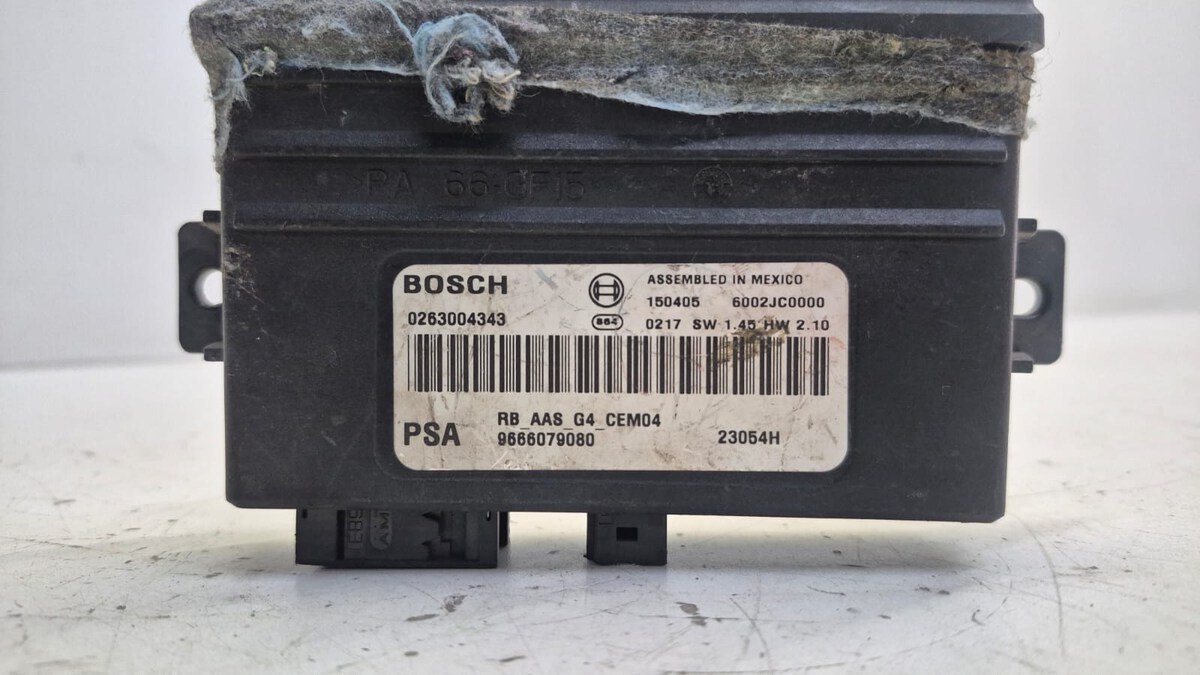 PA 66-GF15
BOSCH
0263004343
ASSEMBLED IN MEXICO
150405 6002JC0000
864 0217 SW 1.45 HW 2.10
PSA
RB_AAS_G4_CEM04
9666079080
23054H